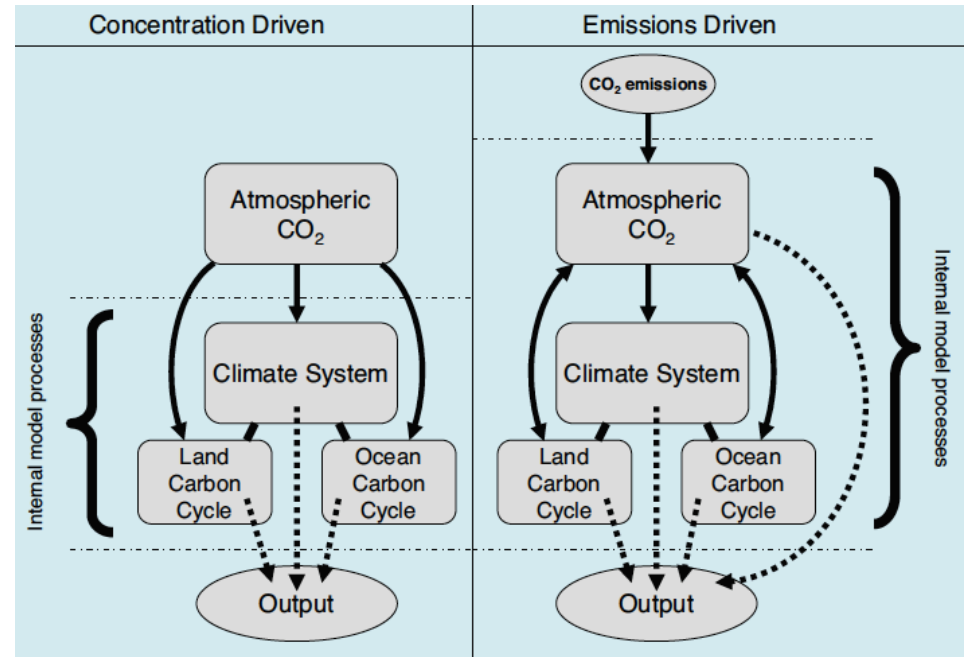 Concentration Driven
Emissions Driven
CO₂ emissions
Atmospheric
CO₂
Climate System
Land
Carbon
Cycle
Ocean
Carbon
Cycle
Output
Internal model processes
Atmospheric
CO₂
Climate System
Land
Carbon
Cycle
Ocean
Carbon
Cycle
Output
Internal model processes